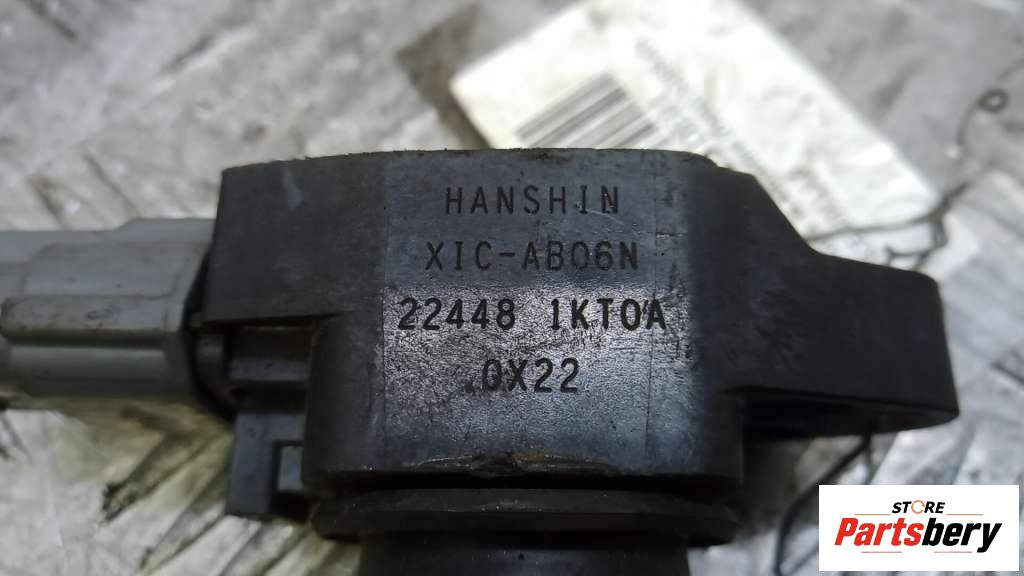 HANSHIN
XIC-AB06N
22448 1KT0A
0X22
STORE
Partsbery